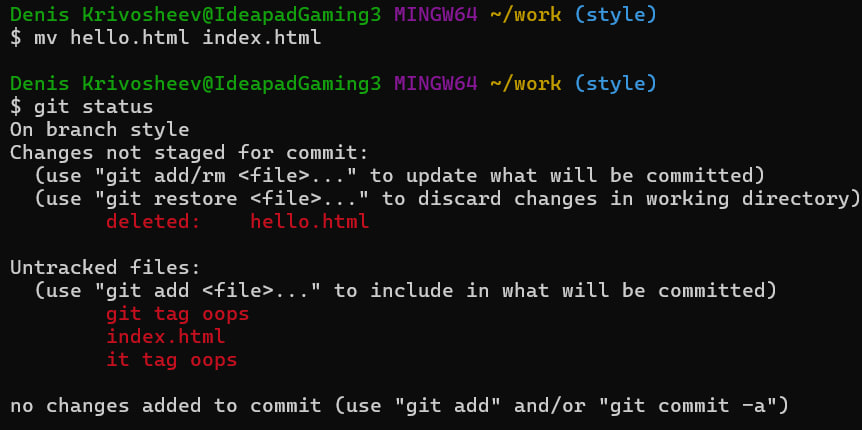 Denis Krivosheev@IdeapadGaming3 MINGW64 ~/work (style)
$ mv hello.html index.html
Denis Krivosheev@IdeapadGaming3 MINGW64 ~/work (style)
$ git status
On branch style
Changes not staged for commit:
  (use "git add/rm <file>..." to update what will be committed)
  (use "git restore <file>..." to discard changes in working directory)
        deleted:    hello.html
Untracked files:
  (use "git add <file>..." to include in what will be committed)
        git tag oops
        index.html
        it tag oops
no changes added to commit (use "git add" and/or "git commit -a")